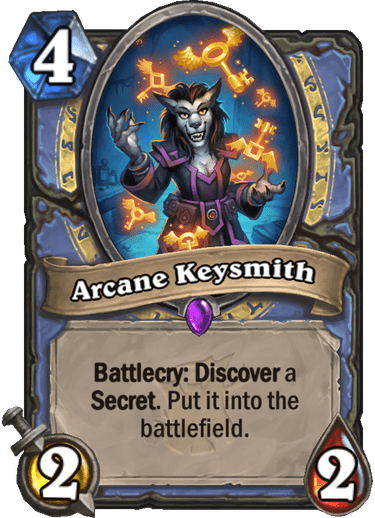 4
Arcane Keysmith
Battlecry: Discover a
Secret. Put it into the
battlefield.
2
2